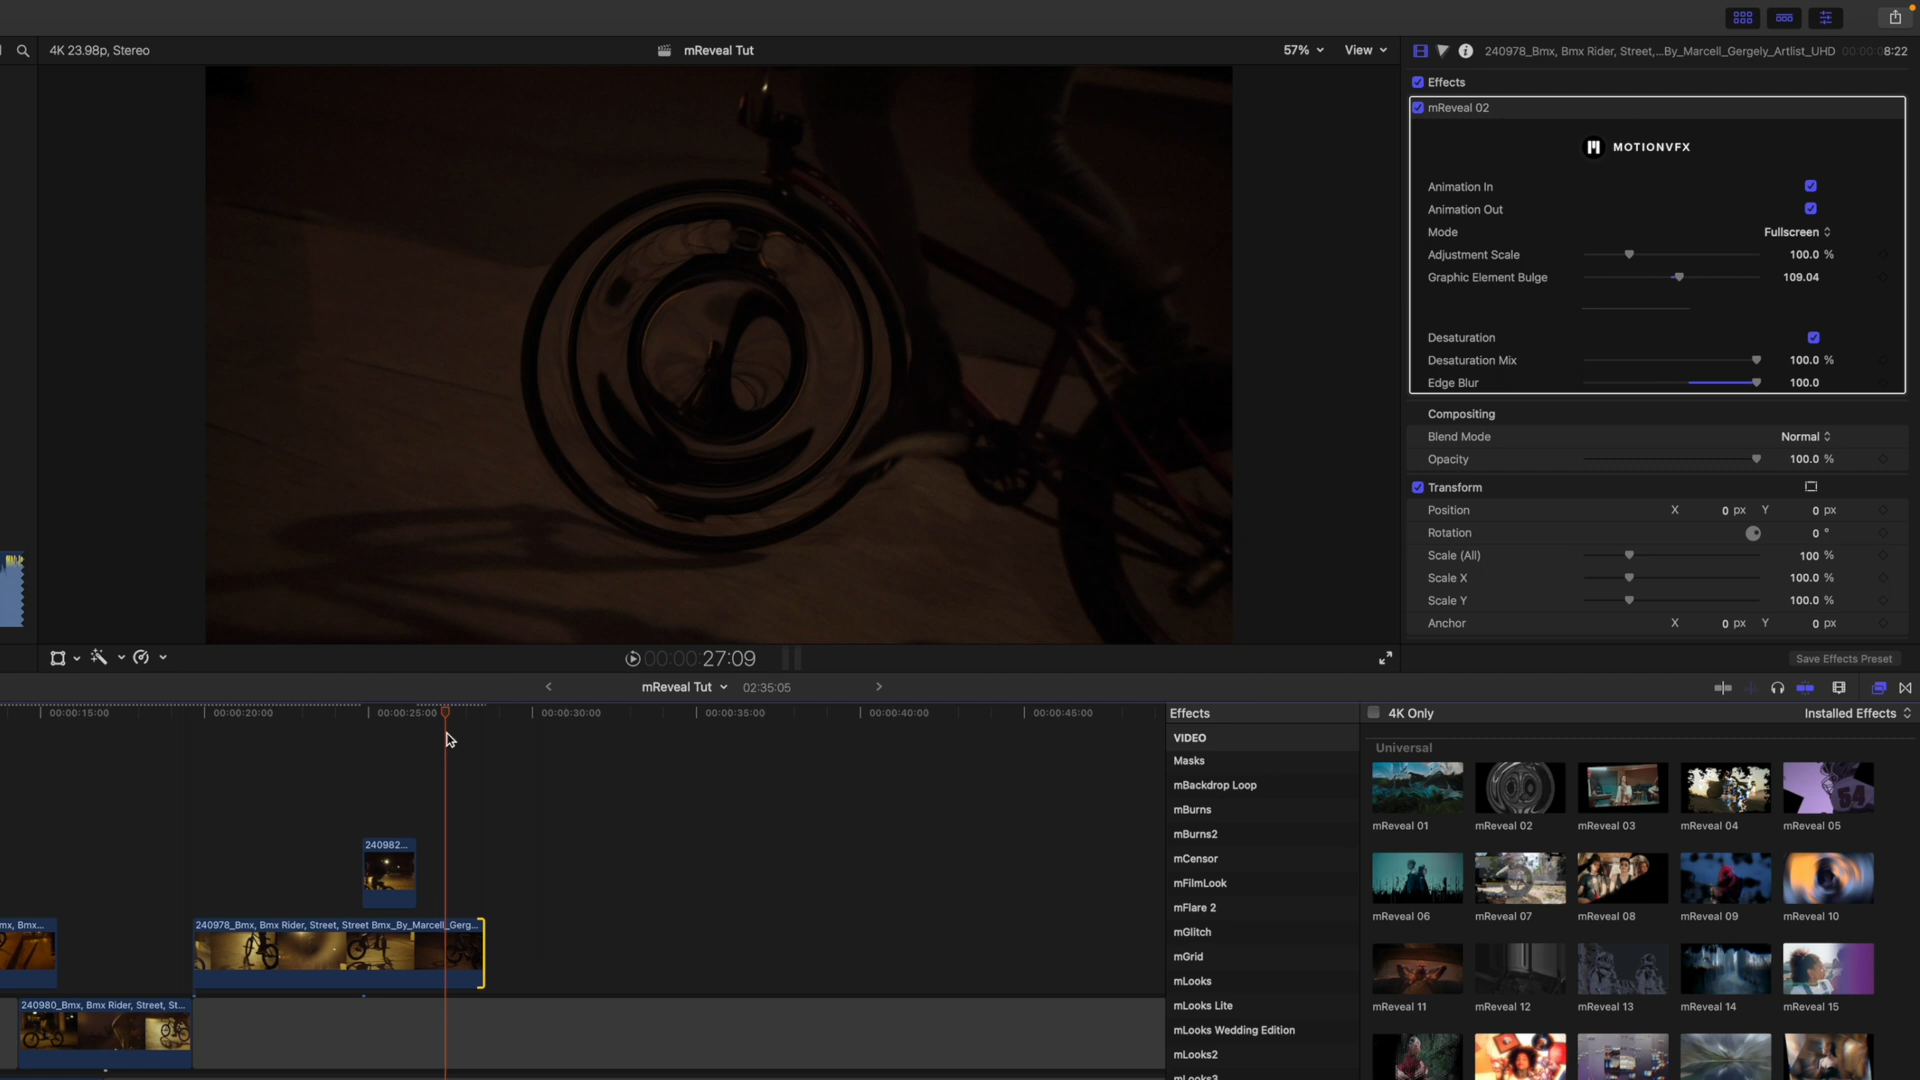 4K 23.98p, Stereo
mReveal Tut
57%
View
240978_Bmx, Bmx Rider, Street,...By_Marcell_Gergely_Artlist_UHD
00:00:08:22
Effects
mReveal 02
MOTIONVFX
Animation In
Animation Out
Mode
Fullscreen
Adjustment Scale
100.0 %
Graphic Element Bulge
109.04
Desaturation
Desaturation Mix
100.0 %
Edge Blur
100.0
Compositing
Blend Mode
Normal
Opacity
100.0 %
Transform
Position
X 0 px Y 0 px
Rotation
0 °
Scale (All)
100 %
Scale X
100.0 %
Scale Y
100.0 %
Anchor
X 0 px Y 0 px
00:00:27:09
Save Effects Preset
mReveal Tut
02:35:05
00:00:15:00
00:00:20:00
00:00:25:00
00:00:30:00
00:00:35:00
00:00:40:00
00:00:45:00
240982...
mx, Bmx...
240978_Bmx, Bmx Rider, Street, Street Bmx_By_Marcell_Gerg...
240980_Bmx, Bmx Rider, Street, St...
Effects
VIDEO
Masks
mBackdrop Loop
mBurns
mBurns2
mCensor
mFilmLook
mFlare 2
mGlitch
mGrid
mLooks
mLooks Lite
mLooks Wedding Edition
mLooks2
mLooks3
4K Only
Installed Effects
Universal
54
mReveal 01
mReveal 02
mReveal 03
mReveal 04
mReveal 05
mReveal 06
mReveal 07
mReveal 08
mReveal 09
mReveal 10
mReveal 11
mReveal 12
mReveal 13
mReveal 14
mReveal 15